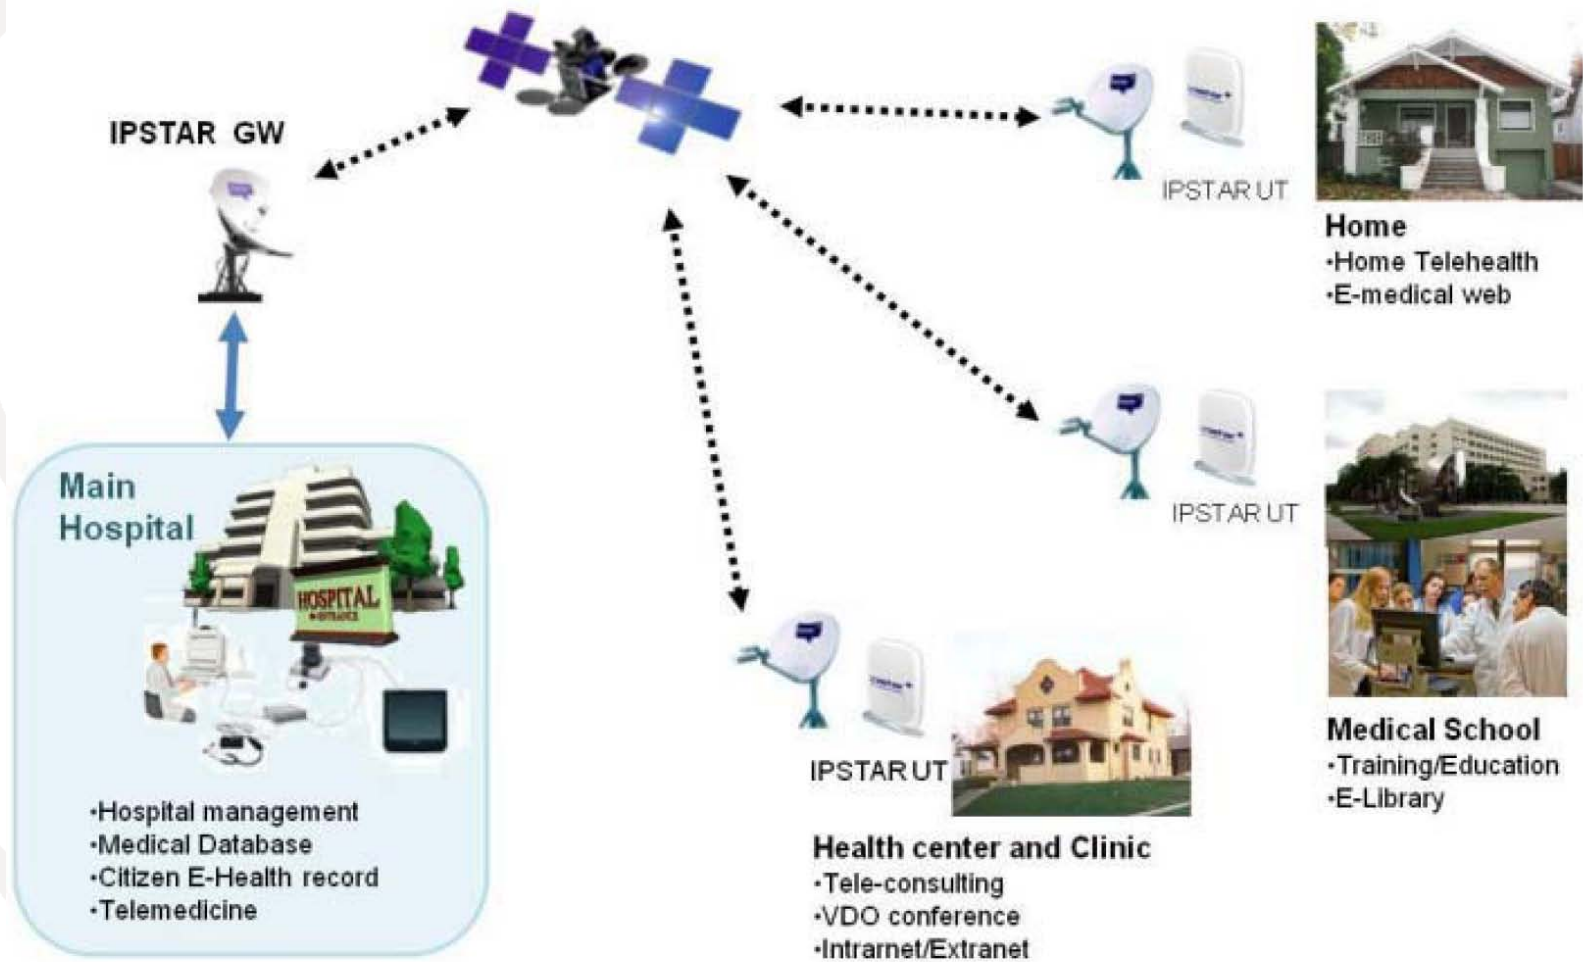 IPSTAR GW
IPSTAR UT
Home
•Home Telehealth
•E-medical web
IPSTAR UT
Main
Hospital
HOSPITAL
ENTRANCE
Medical School
•Training/Education
•E-Library
IPSTAR UT
•Hospital management
•Medical Database
•Citizen E-Health record
•Telemedicine
Health center and Clinic
•Tele-consulting
•VDO conference
•Intrarnet/Extranet